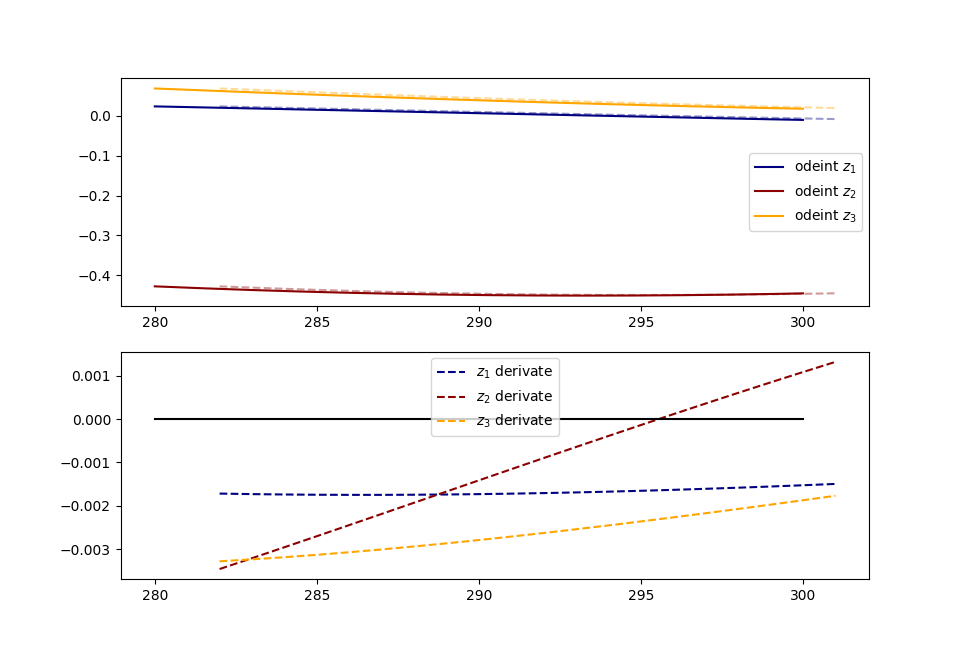 0.0
−0.1
−0.2
−0.3
−0.4
odeint z₁
odeint z₂
odeint z₃
280 285 290 295 300
0.001
0.000
−0.001
−0.002
−0.003
z₁ derivate
z₂ derivate
z₃ derivate
280 285 290 295 300